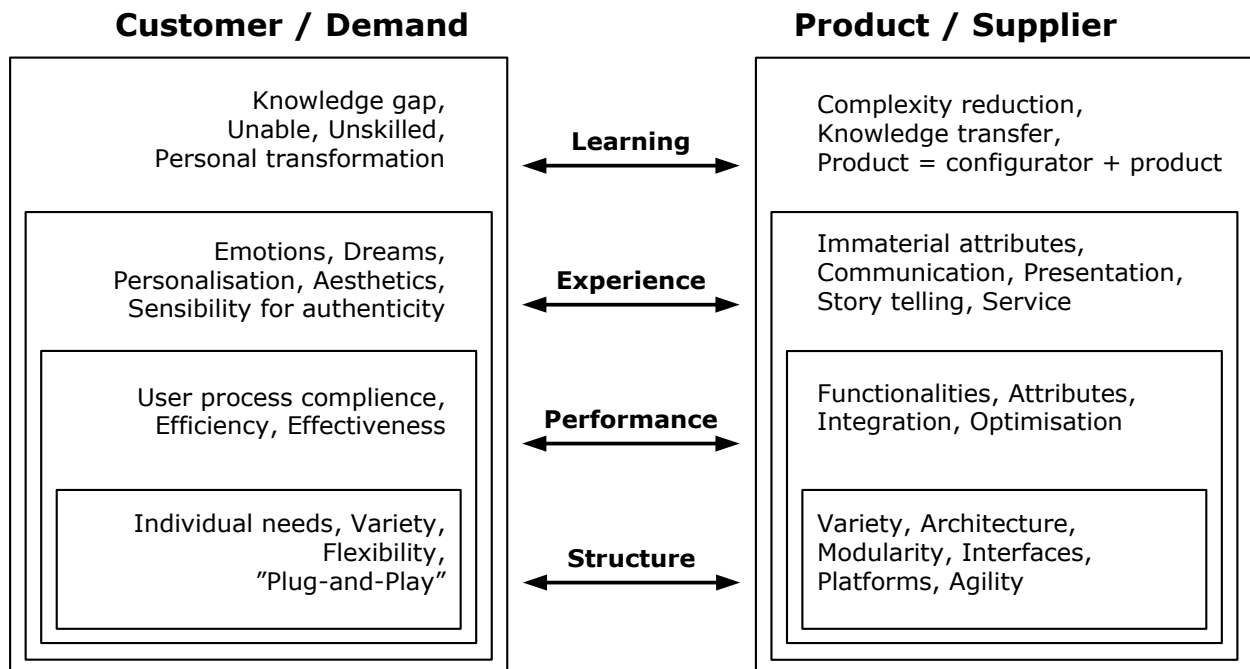 Customer / Demand
Product / Supplier
Knowledge gap,
Unable, Unskilled,
Personal transformation
Learning
Complexity reduction,
Knowledge transfer,
Product = configurator + product
Emotions, Dreams,
Personalisation, Aesthetics,
Sensibility for authenticity
Experience
Immaterial attributes,
Communication, Presentation,
Story telling, Service
User process complience,
Efficiency, Effectiveness
Performance
Functionalities, Attributes,
Integration, Optimisation
Individual needs, Variety,
Flexibility,
”Plug-and-Play”
Structure
Variety, Architecture,
Modularity, Interfaces,
Platforms, Agility